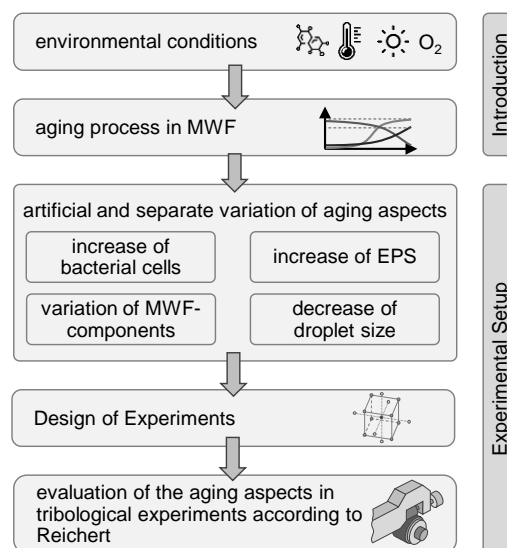 environmental conditions
O2
aging process in MWF
Introduction
artificial and separate variation of aging aspects
increase of
bacterial cells
increase of EPS
variation of MWF-
components
decrease of
droplet size
Design of Experiments
evaluation of the aging aspects in
tribological experiments according to
Reichert
Experimental Setup